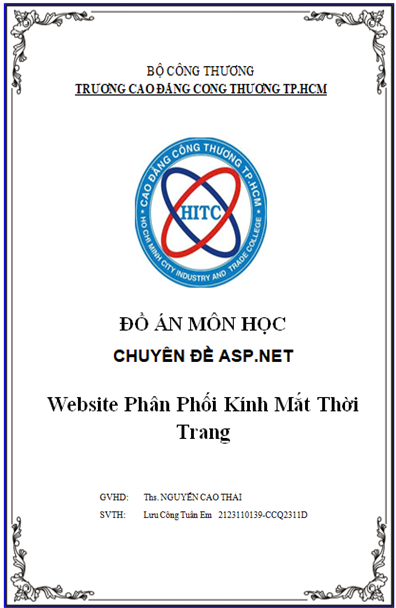 BỘ CÔNG THƯƠNG
TRƯỜNG CAO ĐẲNG CÔNG THƯƠNG TP.HCM
CAO ĐẲNG CÔNG THƯƠNG TP.HCM
HITC
HO CHI MINH CITY INDUSTRY AND TRADE COLLEGE
ĐỒ ÁN MÔN HỌC
CHUYÊN ĐỀ ASP.NET
Website Phân Phối Kính Mắt Thời
Trang
GVHD: Ths. NGUYỄN CAO THÁI
SVTH: Lưu Công Tuấn Em 2123110139-CCQ2311D